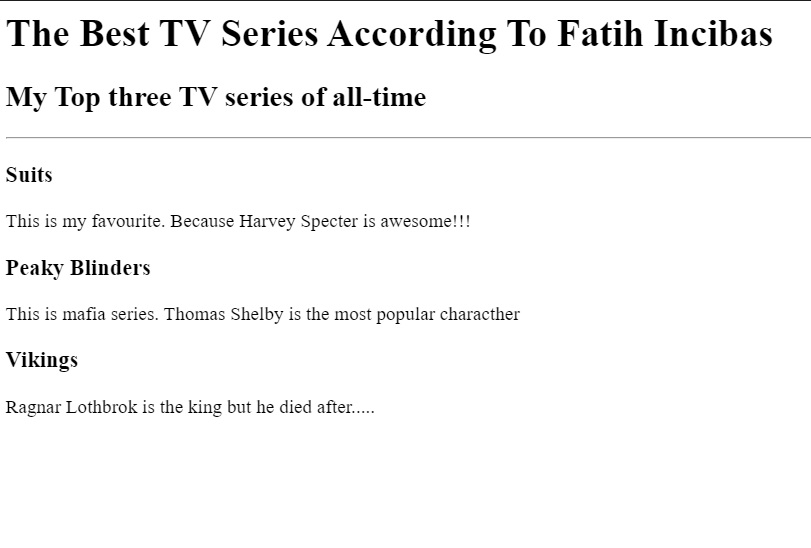 The Best TV Series According To Fatih Incibas
My Top three TV series of all-time
Suits
This is my favourite. Because Harvey Specter is awesome!!!
Peaky Blinders
This is mafia series. Thomas Shelby is the most popular characther
Vikings
Ragnar Lothbrok is the king but he died after.....